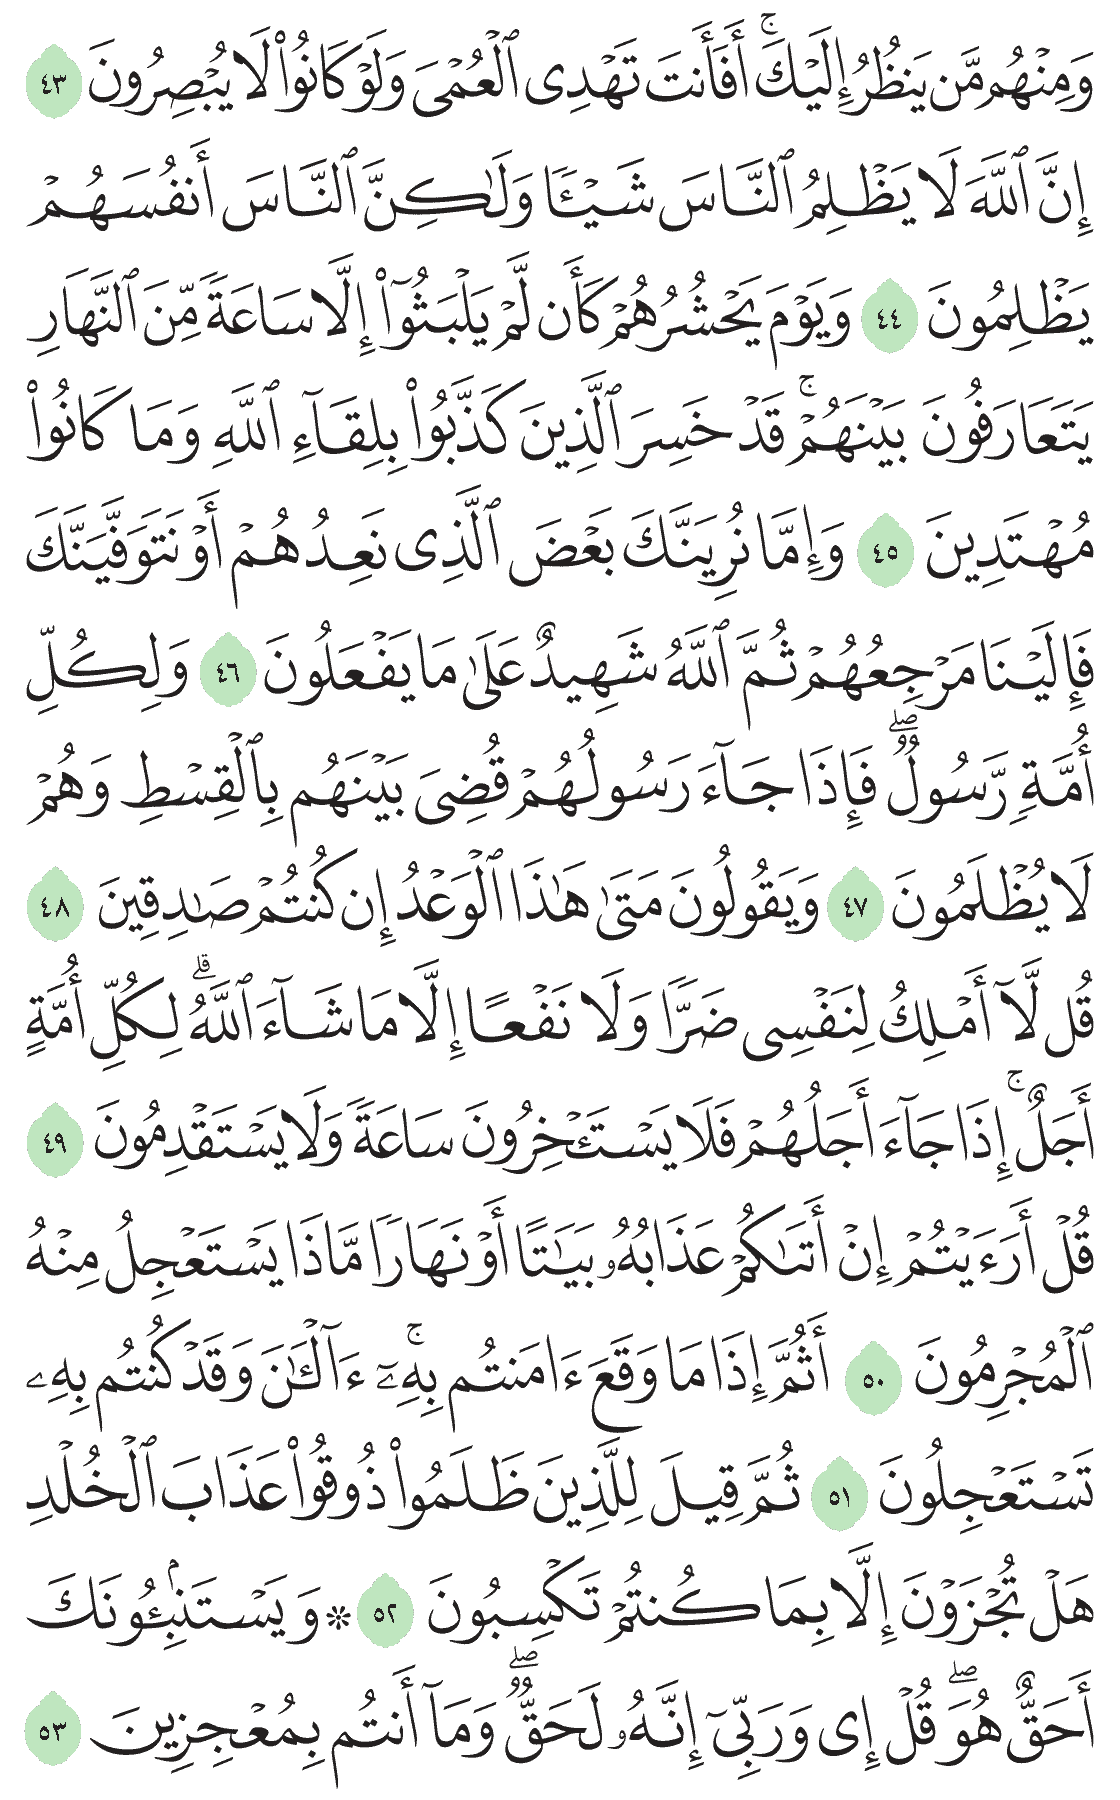 وَمِنْهُم مَّن يَنظُرُ إِلَيْكَ ۚ أَفَأَنتَ تَهْدِى ٱلْعُمْىَ وَلَوْ كَانُوا۟ لَا يُبْصِرُونَ ٤٣
إِنَّ ٱللَّهَ لَا يَظْلِمُ ٱلنَّاسَ شَيْـًٔا وَلَـٰكِنَّ ٱلنَّاسَ أَنفُسَهُمْ
يَظْلِمُونَ ٤٤ وَيَوْمَ يَحْشُرُهُمْ كَأَن لَّمْ يَلْبَثُوٓا۟ إِلَّا سَاعَةً مِّنَ ٱلنَّهَارِ
يَتَعَارَفُونَ بَيْنَهُمْ ۚ قَدْ خَسِرَ ٱلَّذِينَ كَذَّبُوا۟ بِلِقَآءِ ٱللَّهِ وَمَا كَانُوا۟
مُهْتَدِينَ ٤٥ وَإِمَّا نُرِيَنَّكَ بَعْضَ ٱلَّذِى نَعِدُهُمْ أَوْ نَتَوَفَّيَنَّكَ
فَإِلَيْنَا مَرْجِعُهُمْ ثُمَّ ٱللَّهُ شَهِيدٌ عَلَىٰ مَا يَفْعَلُونَ ٤٦ وَلِكُلِّ
أُمَّةٍ رَّسُولٌ ۖ فَإِذَا جَآءَ رَسُولُهُمْ قُضِىَ بَيْنَهُم بِٱلْقِسْطِ وَهُمْ
لَا يُظْلَمُونَ ٤٧ وَيَقُولُونَ مَتَىٰ هَـٰذَا ٱلْوَعْدُ إِن كُنتُمْ صَـٰدِقِينَ ٤٨
قُل لَّآ أَمْلِكُ لِنَفْسِى ضَرًّا وَلَا نَفْعًا إِلَّا مَا شَآءَ ٱللَّهُ ۗ لِكُلِّ أُمَّةٍ
أَجَلٌ ۚ إِذَا جَآءَ أَجَلُهُمْ فَلَا يَسْتَـْٔخِرُونَ سَاعَةً وَلَا يَسْتَقْدِمُونَ ٤٩
قُلْ أَرَءَيْتُمْ إِنْ أَتَىٰكُمْ عَذَابُهُۥ بَيَـٰتًا أَوْ نَهَارًا مَّاذَا يَسْتَعْجِلُ مِنْهُ
ٱلْمُجْرِمُونَ ٥٠ أَثُمَّ إِذَا مَا وَقَعَ ءَامَنتُم بِهِۦٓ ۚ ءَآلْـَٔـٰنَ وَقَدْ كُنتُم بِهِۦ
تَسْتَعْجِلُونَ ٥١ ثُمَّ قِيلَ لِلَّذِينَ ظَلَمُوا۟ ذُوقُوا۟ عَذَابَ ٱلْخُلْدِ
هَلْ تُجْزَوْنَ إِلَّا بِمَا كُنتُمْ تَكْسِبُونَ ٥٢ ۞ وَيَسْتَنۢبِـُٔونَكَ
أَحَقٌّ هُوَ ۖ قُلْ إِى وَرَبِّىٓ إِنَّهُۥ لَحَقٌّ ۖ وَمَآ أَنتُم بِمُعْجِزِينَ ٥٣